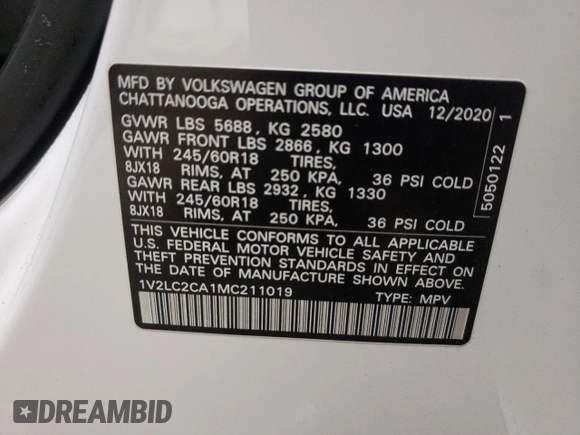 MFD BY VOLKSWAGEN GROUP OF AMERICA
CHATTANOOGA OPERATIONS, LLC. USA 12/2020
GVWR LBS 5688, KG 2580
GAWR FRONT LBS 2866, KG 1300
WITH 245/60R18 TIRES,
8JX18 RIMS, AT 250 KPA, 36 PSI COLD
GAWR REAR LBS 2932, KG 1330
WITH 245/60R18 TIRES,
8JX18 RIMS, AT 250 KPA, 36 PSI COLD
THIS VEHICLE CONFORMS TO ALL APPLICABLE
U.S. FEDERAL MOTOR VEHICLE SAFETY AND
THEFT PREVENTION STANDARDS IN EFFECT ON
THE DATE OF MANUFACTURE SHOWN ABOVE.
1V2LC2CA1MC211019 TYPE: MPV
5050122 1
DREAMBID